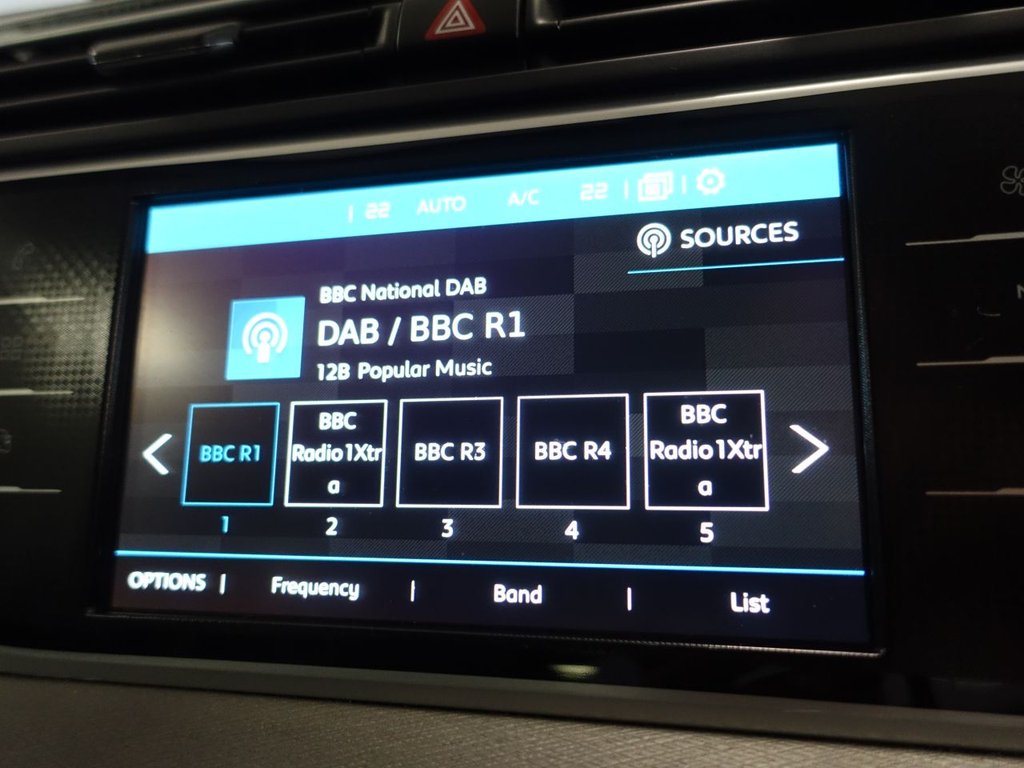 22 AUTO A/C 22
SOURCES
BBC National DAB
DAB / BBC R1
12B Popular Music
BBC R1
BBC
Radio 1Xtr
a
BBC R3
BBC R4
BBC
Radio 1Xtr
a
1 2 3 4 5
OPTIONS | Frequency | Band | List